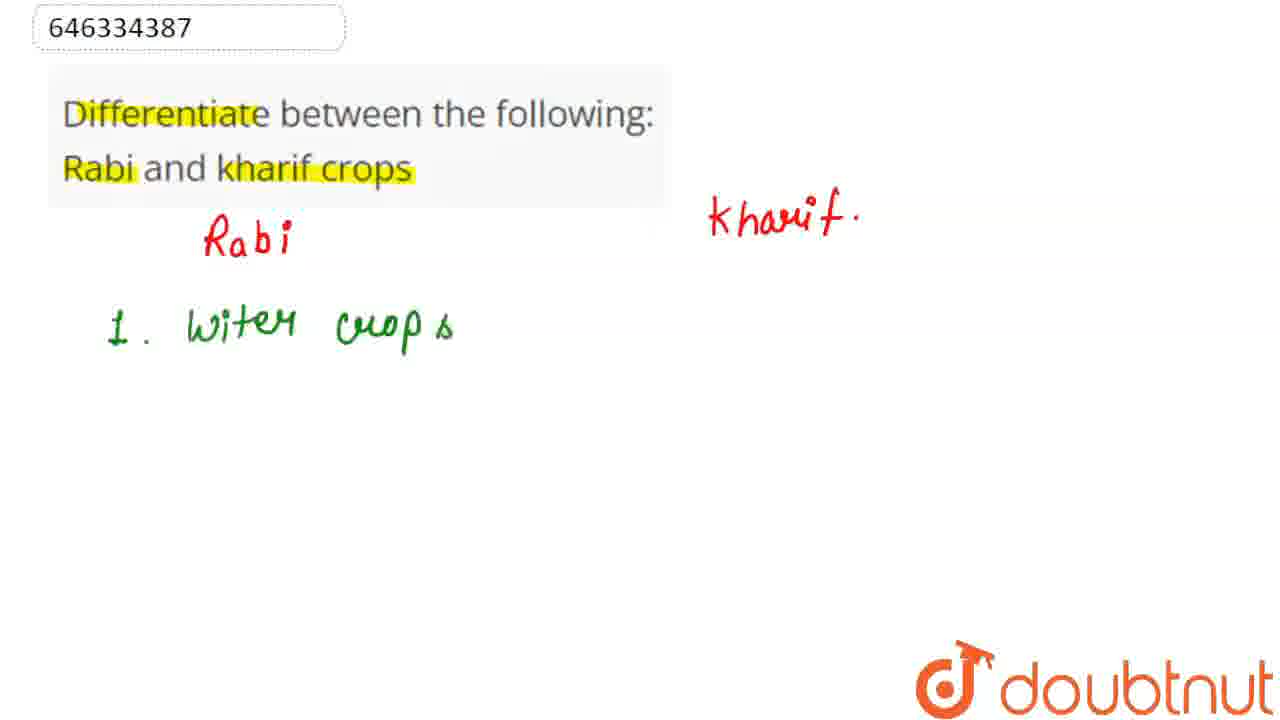 646334387
Differentiate between the following:
Rabi and kharif crops
Rabi
Kharif.
1. Witer crops
doubtnut